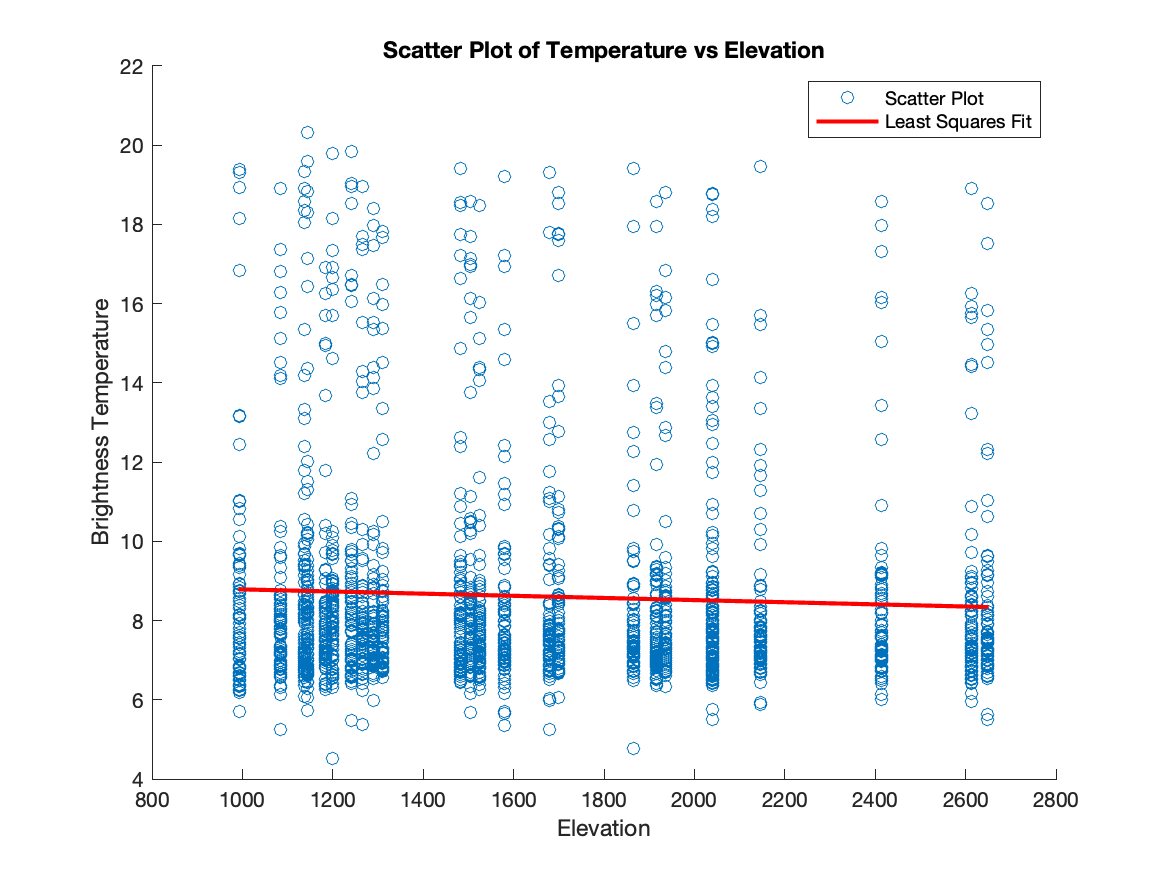 Scatter Plot of Temperature vs Elevation
22
20
18
16
14
12
10
8
6
4
Brightness Temperature
Scatter Plot
Least Squares Fit
800 1000 1200 1400 1600 1800 2000 2200 2400 2600 2800
Elevation